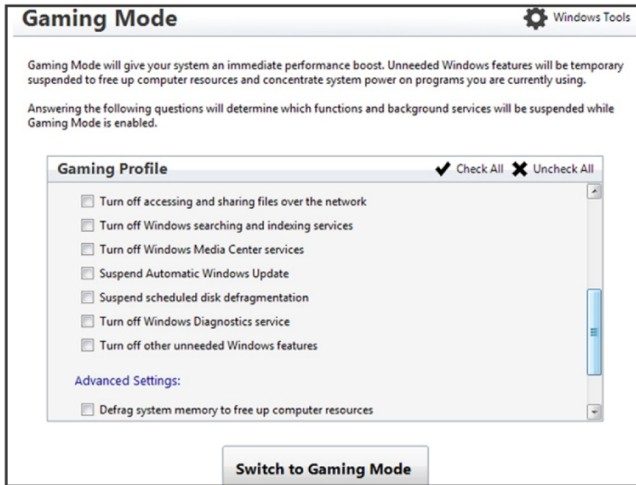 Gaming Mode
Windows Tools
Gaming Mode will give your system an immediate performance boost. Unneeded Windows features will be temporary
suspended to free up computer resources and concentrate system power on programs you are currently using.
Answering the following questions will determine which functions and background services will be suspended while
Gaming Mode is enabled.
Gaming Profile
Check All
Uncheck All
Turn off accessing and sharing files over the network
Turn off Windows searching and indexing services
Turn off Windows Media Center services
Suspend Automatic Windows Update
Suspend scheduled disk defragmentation
Turn off Windows Diagnostics service
Turn off other unneeded Windows features
Advanced Settings:
Defrag system memory to free up computer resources
Switch to Gaming Mode